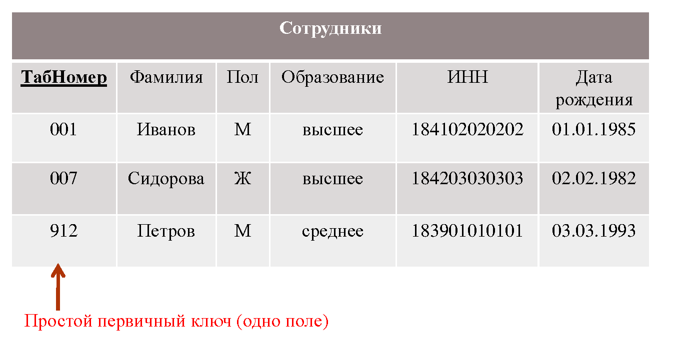 Сотрудники
ТабНомер Фамилия Пол Образование ИНН Дата рождения
001 Иванов М высшее 184102020202 01.01.1985
007 Сидорова Ж высшее 184203030303 02.02.1982
912 Петров М среднее 183901010101 03.03.1993
Простой первичный ключ (одно поле)